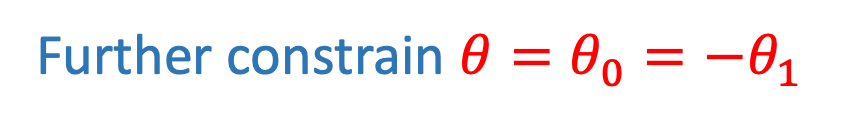 Further constrain θ = θ₀ = −θ₁